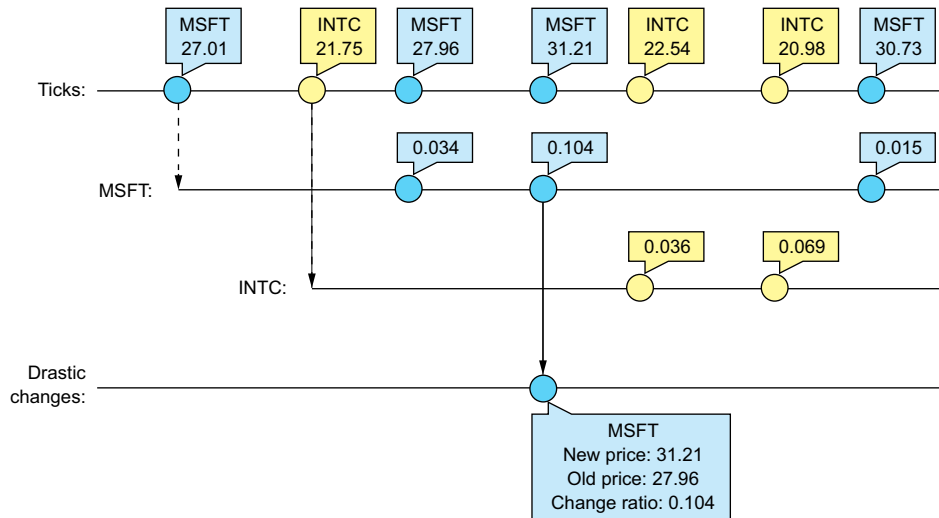 MSFT
27.01
INTC
21.75
MSFT
27.96
MSFT
31.21
INTC
22.54
INTC
20.98
MSFT
30.73
Ticks:
0.034
0.104
0.015
MSFT:
0.036
0.069
INTC:
Drastic
changes:
MSFT
New price: 31.21
Old price: 27.96
Change ratio: 0.104